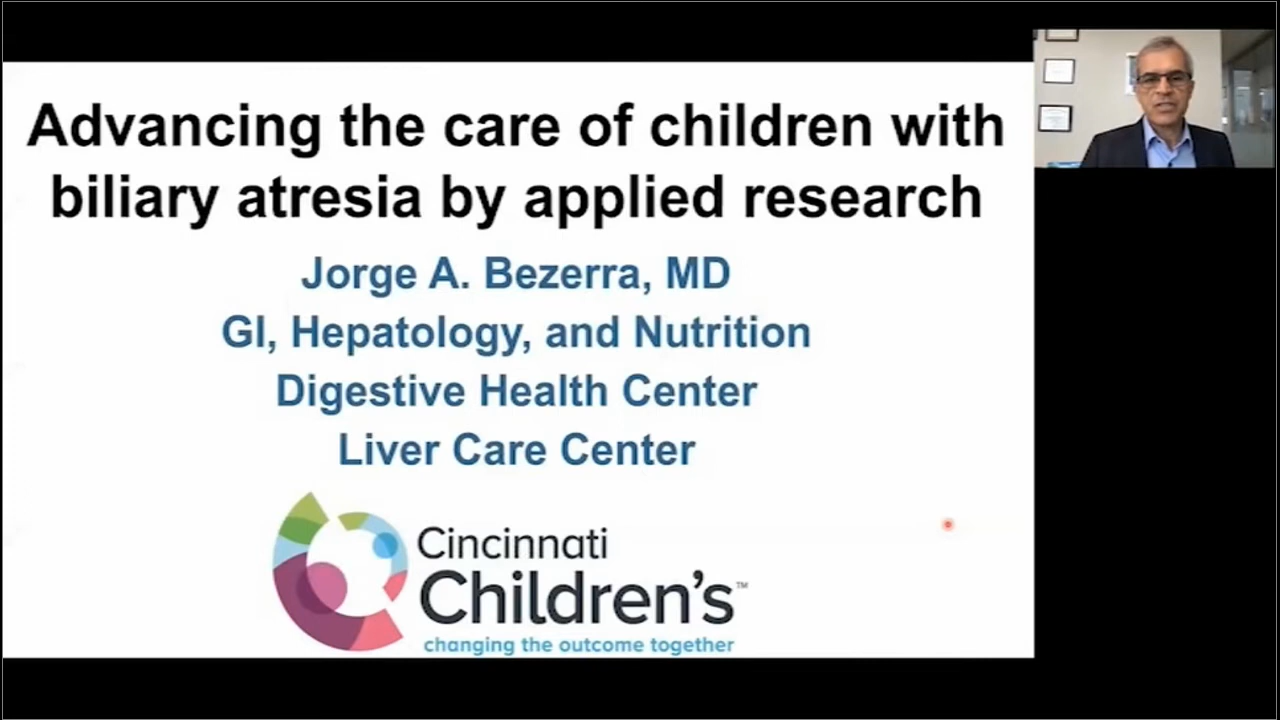 Advancing the care of children with
biliary atresia by applied research
Jorge A. Bezerra, MD
GI, Hepatology, and Nutrition
Digestive Health Center
Liver Care Center
Cincinnati
Children's™
changing the outcome together